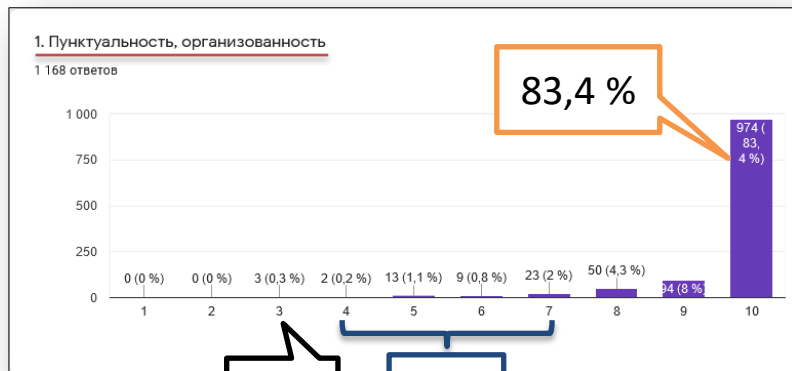 1. Пунктуальность, организованность
1 168 ответов
83,4 %
1 000
750
500
250
0
0 (0 %)
0 (0 %)
3 (0,3 %)
2 (0,2 %)
13 (1,1 %)
9 (0,8 %)
23 (2 %)
50 (4,3 %)
94 (8 %)
974 (
83,
4 %)
1
2
3
4
5
6
7
8
9
10